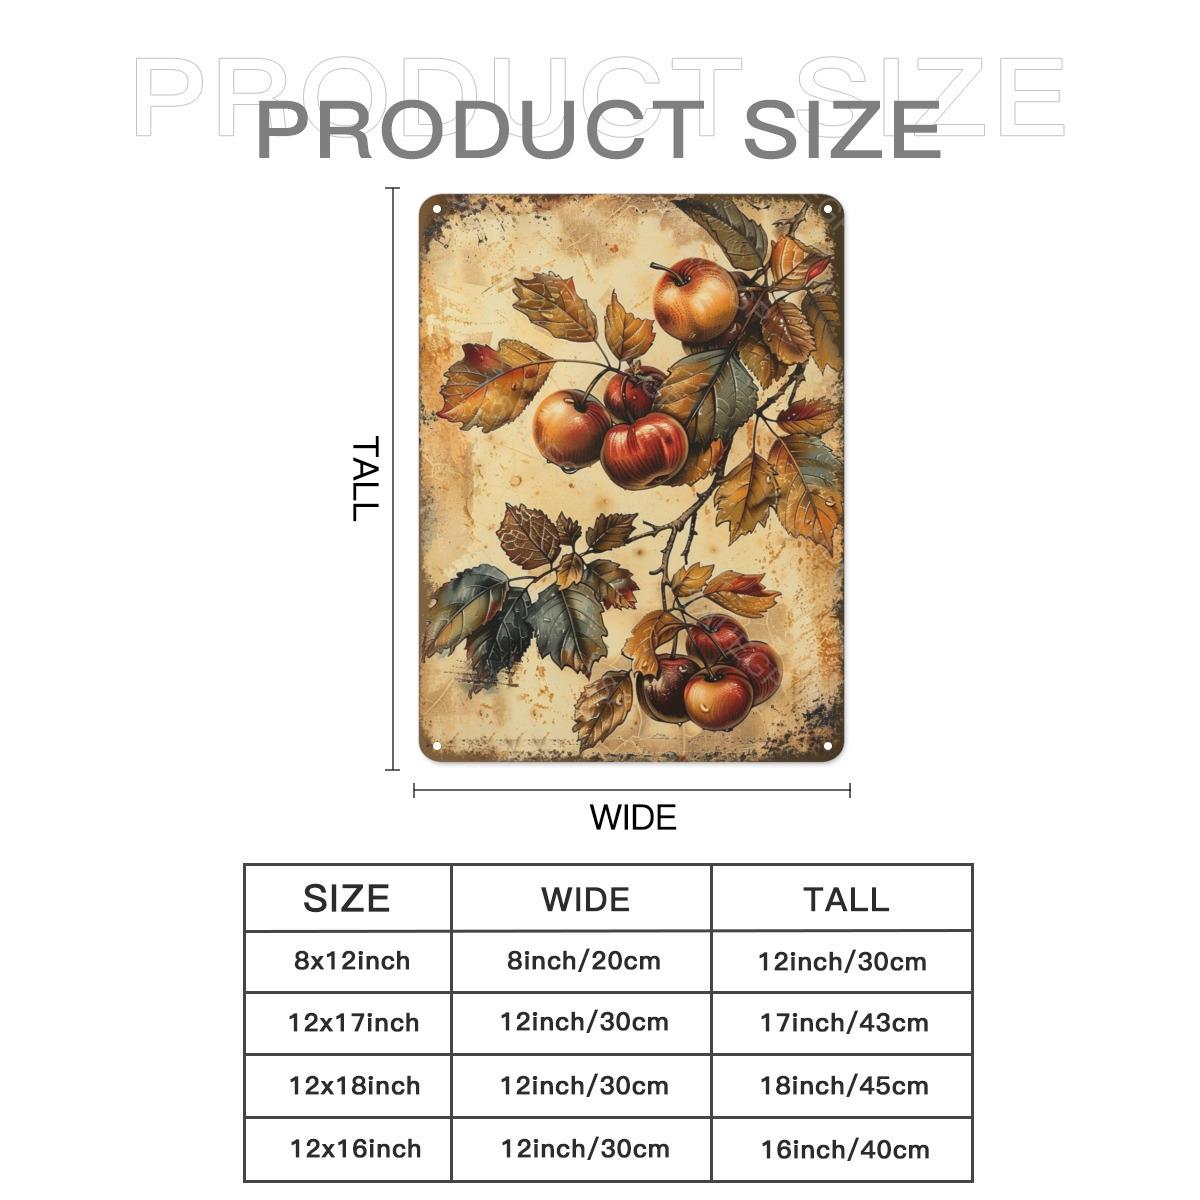 PRODUCT SIZE
PRODUCT SIZE
TALL
WIDE
SIZE WIDE TALL
8x12inch 8inch/20cm 12inch/30cm
12x17inch 12inch/30cm 17inch/43cm
12x18inch 12inch/30cm 18inch/45cm
12x16inch 12inch/30cm 16inch/40cm